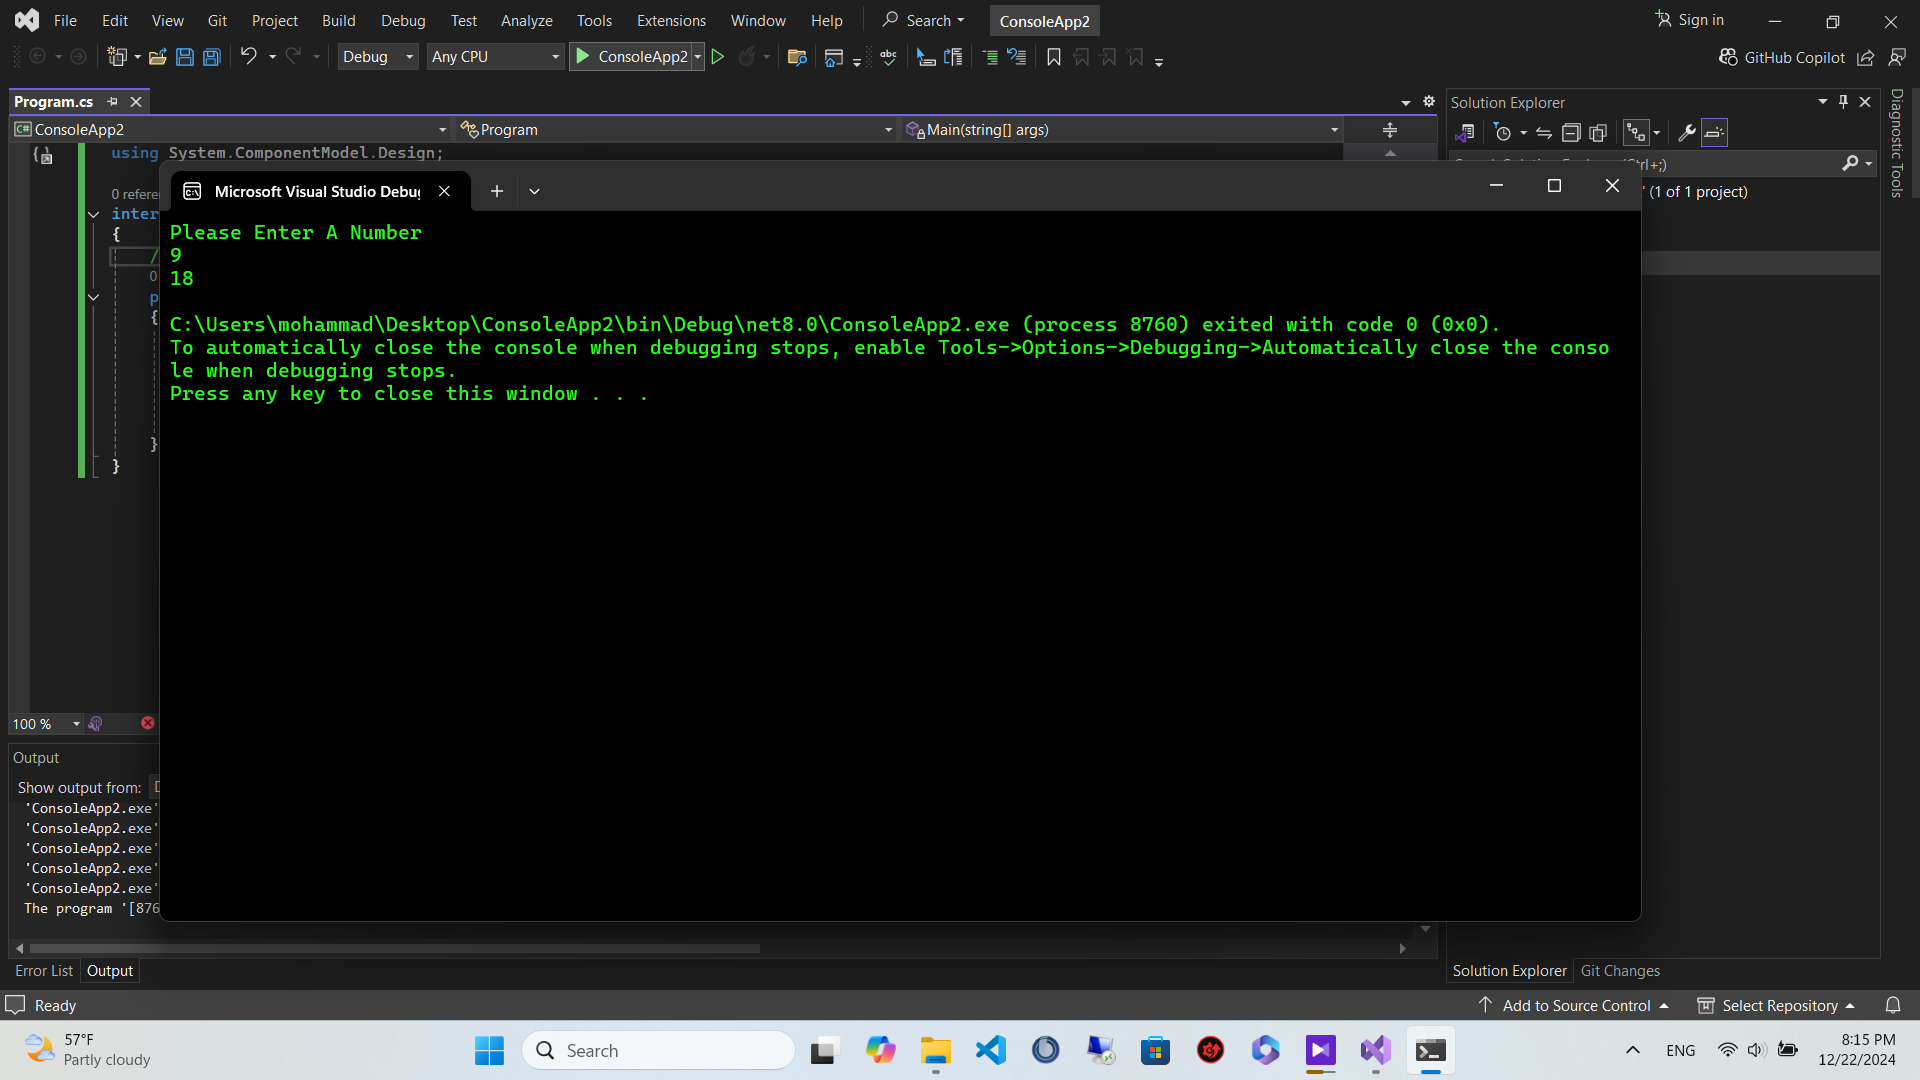 File Edit View Git Project Build Debug Test Analyze Tools Extensions Window Help Search ConsoleApp2 Sign in
Debug Any CPU ConsoleApp2 GitHub Copilot
Program.cs
ConsoleApp2 Program Main(string[] args)
using System.ComponentModel.Design;
0 refere
inter
{
/
0
p
{
}
}
Microsoft Visual Studio Debug
Please Enter A Number
9
18
C:\Users\mohammad\Desktop\ConsoleApp2\bin\Debug\net8.0\ConsoleApp2.exe (process 8760) exited with code 0 (0x0).
To automatically close the console when debugging stops, enable Tools->Options->Debugging->Automatically close the conso
le when debugging stops.
Press any key to close this window . . .
Solution Explorer
Ctrl+;)
' (1 of 1 project)
Diagnostic Tools
100 %
Output
Show output from:
'ConsoleApp2.exe'
'ConsoleApp2.exe'
'ConsoleApp2.exe'
'ConsoleApp2.exe'
'ConsoleApp2.exe'
The program '[876
Error List Output
Solution Explorer Git Changes
Ready Add to Source Control Select Repository
57°F
Partly cloudy
Search
ENG
8:15 PM
12/22/2024